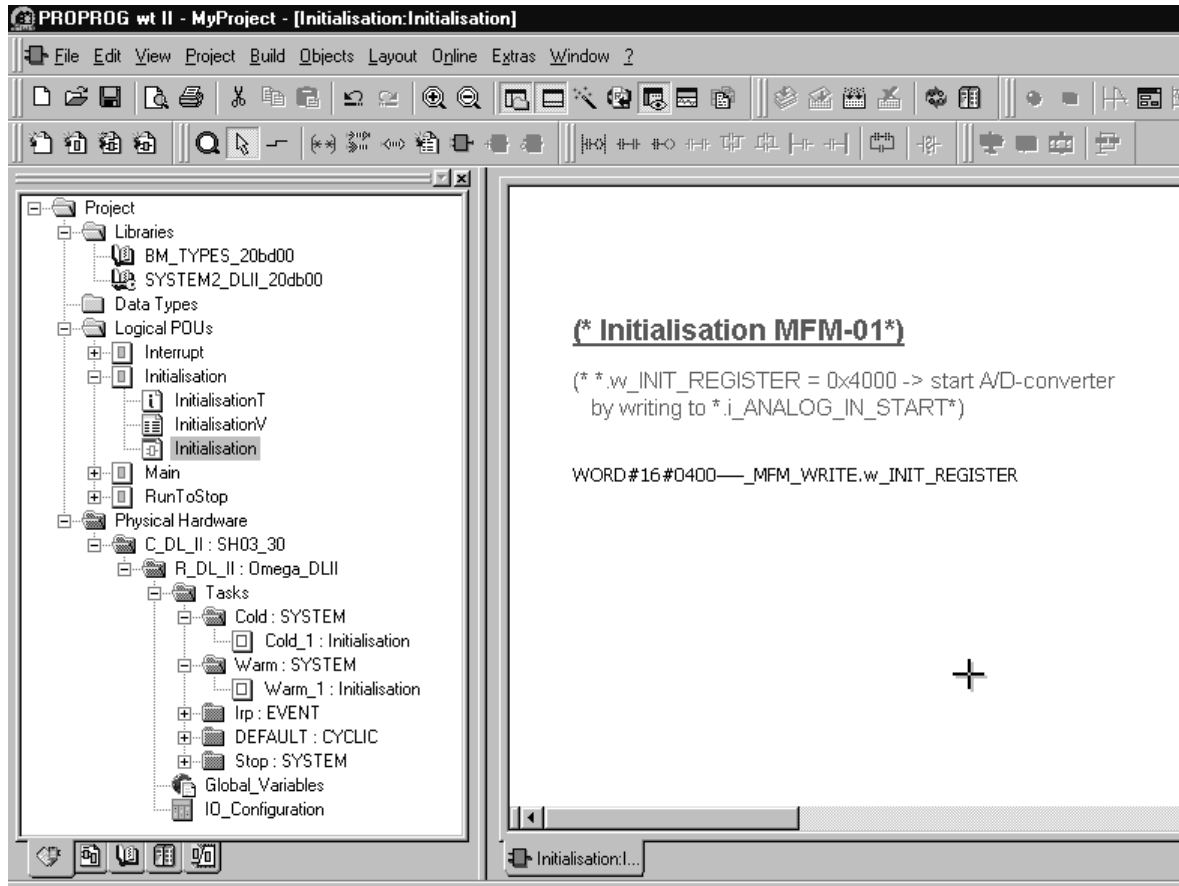 PROPROG wt II - MyProject - [Initialisation:Initialisation]
File Edit View Project Build Objects Layout Online Extras Window ?
Project
Libraries
BM_TYPES_20bd00
SYSTEM2_DLII_20db00
Data Types
Logical POUs
Interrupt
Initialisation
InitialisationT
InitialisationV
Initialisation
Main
RunToStop
Physical Hardware
C_DL_II : SH03_30
R_DL_II : Omega_DLII
Tasks
Cold : SYSTEM
Cold_1 : Initialisation
Warm : SYSTEM
Warm_1 : Initialisation
Irp : EVENT
DEFAULT : CYCLIC
Stop : SYSTEM
Global_Variables
IO_Configuration
(* Initialisation MFM-01*)
(* *.w_INIT_REGISTER = 0x4000 -> start A/D-converter
by writing to *.i_ANALOG_IN_START*)
WORD#16#0400——_MFM_WRITE.w_INIT_REGISTER
Initialisation:I...